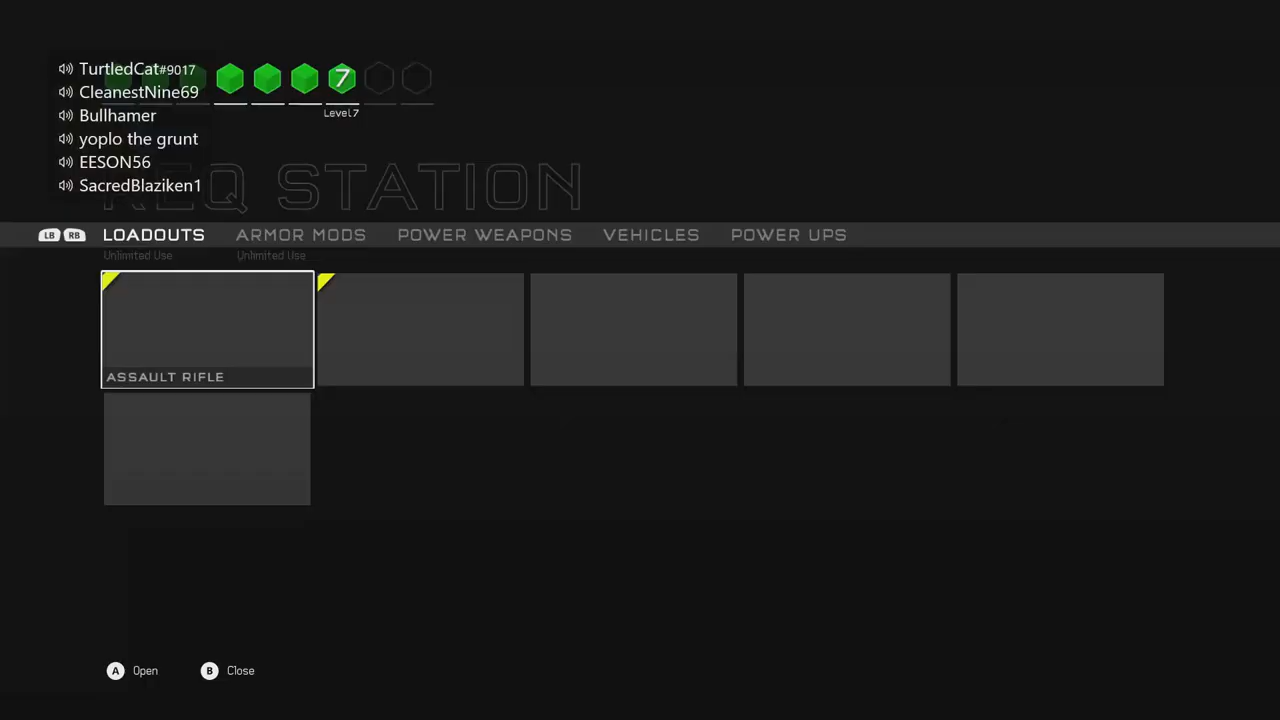 TurtledCat#9017
CleanestNine69
7
Bullhamer
Level 7
yoplo the grunt
EESON56
SacredBlaziken1
REQ STATION
LB RB LOADOUTS ARMOR MODS POWER WEAPONS VEHICLES POWER UPS
Unlimited Use Unlimited Use
ASSAULT RIFLE
A Open B Close